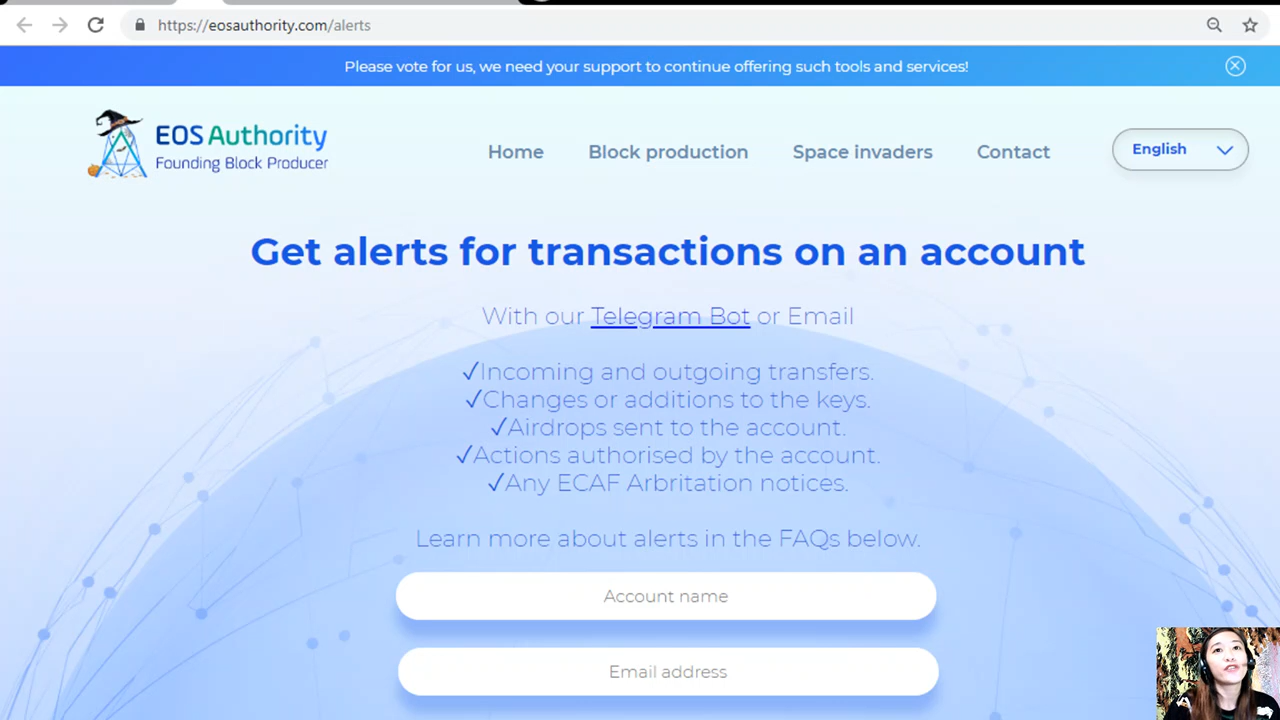 https://eosauthority.com/alerts
Please vote for us, we need your support to continue offering such tools and services!
EOS Authority
Founding Block Producer
Home
Block production
Space invaders
Contact
English
Get alerts for transactions on an account
With our Telegram Bot or Email
✓Incoming and outgoing transfers.
✓Changes or additions to the keys.
✓Airdrops sent to the account.
✓Actions authorised by the account.
✓Any ECAF Arbritation notices.
Learn more about alerts in the FAQs below.
Account name
Email address